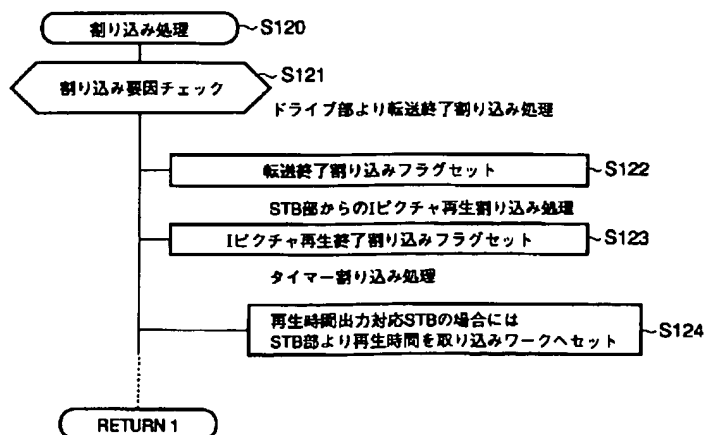 割り込み処理
S120
割り込み要因チェック
S121
ドライブ部より転送終了割り込み処理
転送終了割り込みフラグセット
S122
STB部からのIピクチャ再生割り込み処理
Iピクチャ再生終了割り込みフラグセット
S123
タイマー割り込み処理
再生時間出力対応STBの場合には
STB部より再生時間を取り込みワークへセット
S124
RETURN 1